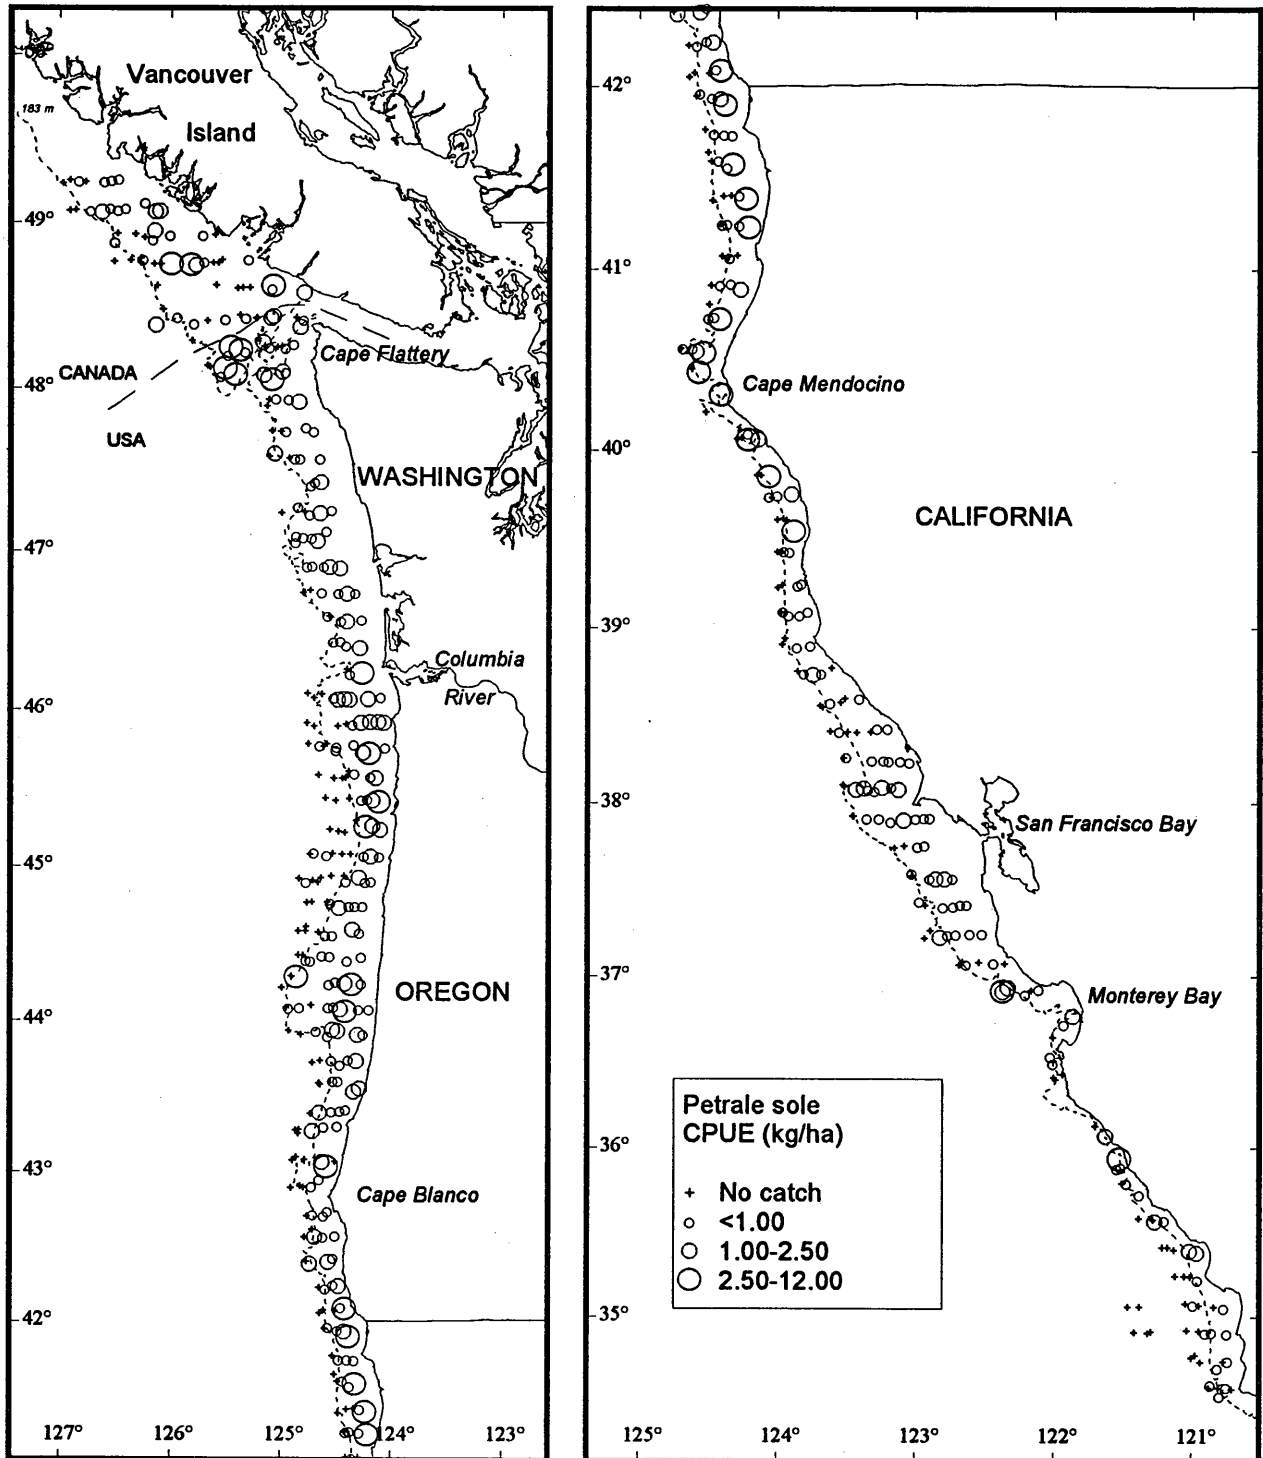 Vancouver
Island
183 m
49°
CANADA
USA
Cape Flattery
48°
WASHINGTON
47°
Columbia
River
46°
45°
OREGON
44°
43°
Cape Blanco
42°
127°
126°
125°
124°
123°
42°
41°
Cape Mendocino
40°
CALIFORNIA
39°
38°
San Francisco Bay
37°
Monterey Bay
36°
35°
Petrale sole
CPUE (kg/ha)
+ No catch
<1.00
1.00-2.50
2.50-12.00
125°
124°
123°
122°
121°